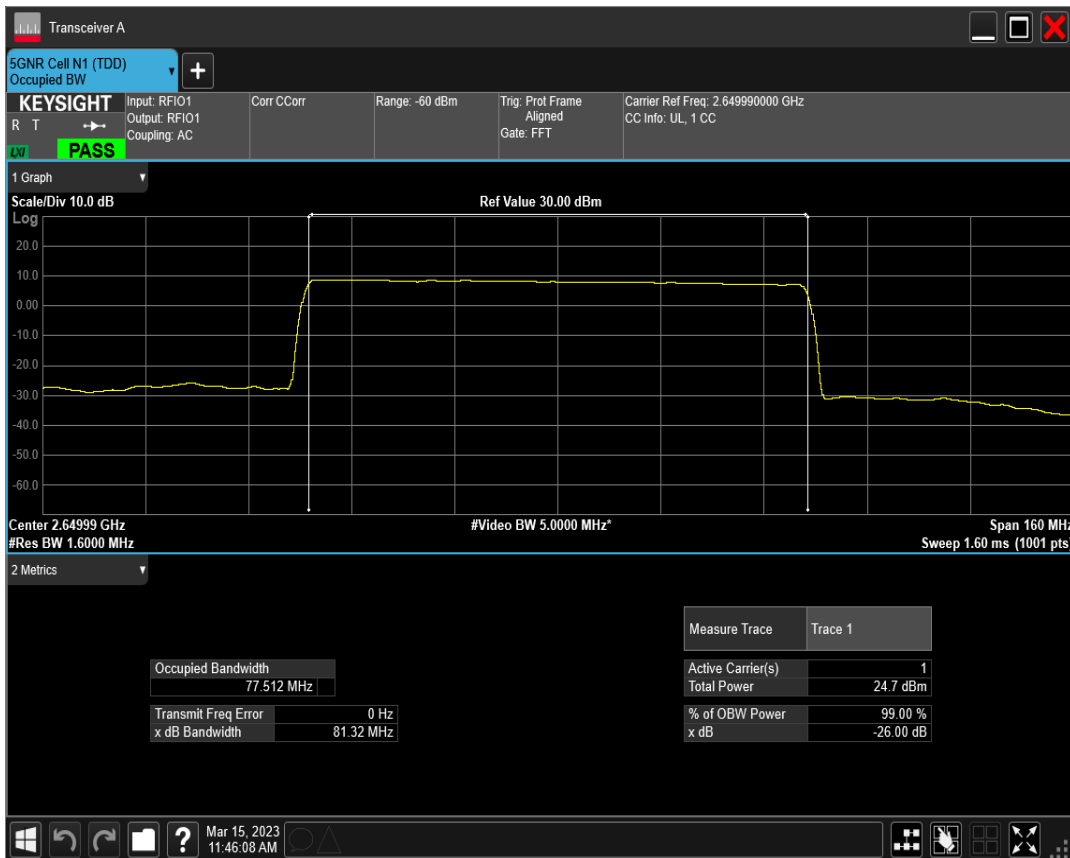 Transceiver A
5GNR Cell N1 (TDD)
Occupied BW
+
KEYSIGHT
R T
LXI
PASS
Input: RFIO1
Output: RFIO1
Coupling: AC
Corr CCorr
Range: -60 dBm
Trig: Prot Frame
Aligned
Gate: FFT
Carrier Ref Freq: 2.649990000 GHz
CC Info: UL, 1 CC
1 Graph
Scale/Div 10.0 dB
Ref Value 30.00 dBm
Log
20.0
10.0
0.00
-10.0
-20.0
-30.0
-40.0
-50.0
-60.0
Center 2.64999 GHz
#Video BW 5.0000 MHz*
Span 160 MHz
#Res BW 1.6000 MHz
Sweep 1.60 ms (1001 pts)
2 Metrics
Measure Trace Trace 1
Occupied Bandwidth
77.512 MHz
Active Carrier(s) 1
Total Power 24.7 dBm
Transmit Freq Error 0 Hz
x dB Bandwidth 81.32 MHz
% of OBW Power 99.00 %
x dB -26.00 dB
?
Mar 15, 2023
11:46:08 AM